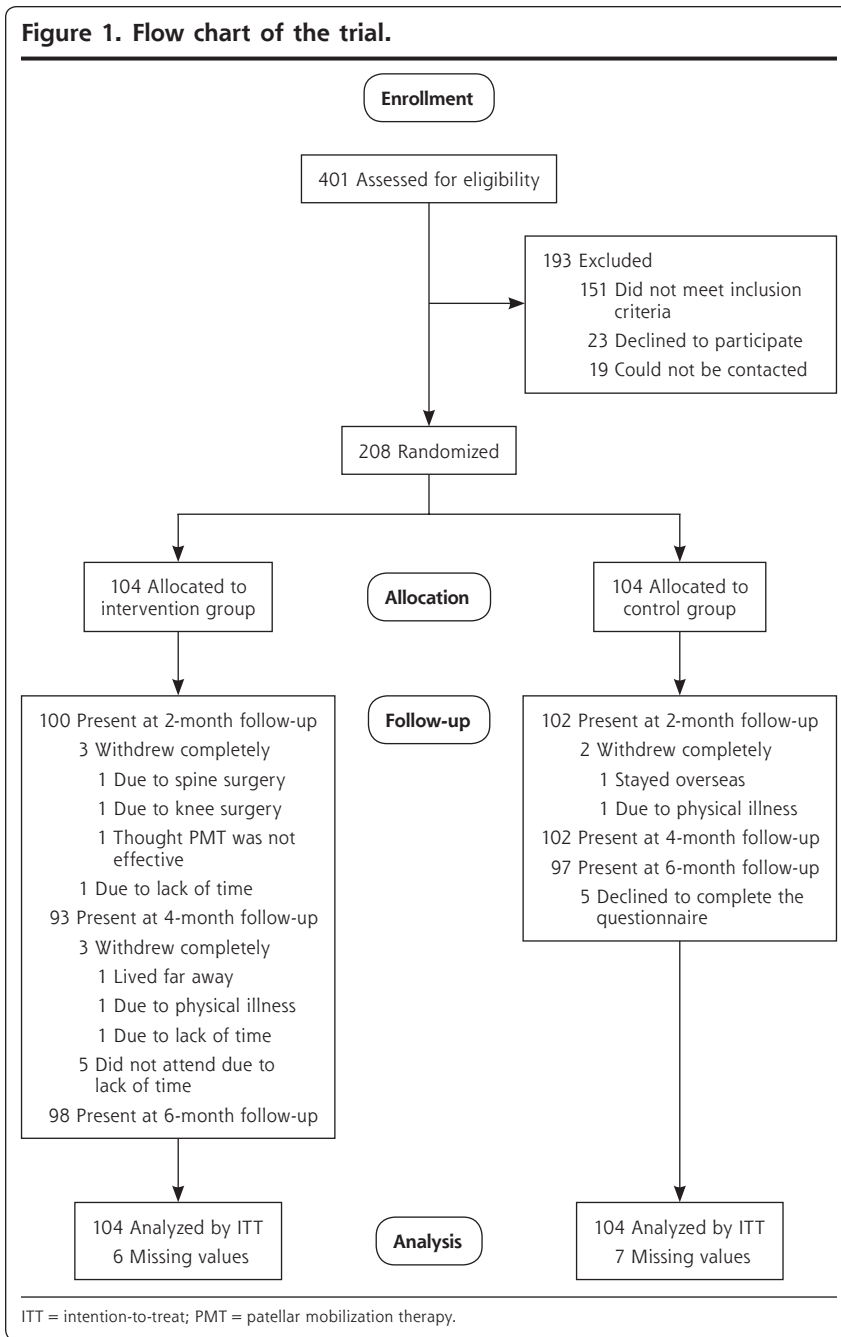 Figure 1. Flow chart of the trial.
Enrollment
401 Assessed for eligibility
193 Excluded
151 Did not meet inclusion
criteria
23 Declined to participate
19 Could not be contacted
208 Randomized
104 Allocated to
intervention group
Allocation
104 Allocated to
control group
100 Present at 2-month follow-up
3 Withdrew completely
1 Due to spine surgery
1 Due to knee surgery
1 Thought PMT was not
effective
1 Due to lack of time
93 Present at 4-month follow-up
3 Withdrew completely
1 Lived far away
1 Due to physical illness
1 Due to lack of time
5 Did not attend due to
lack of time
98 Present at 6-month follow-up
Follow-up
102 Present at 2-month follow-up
2 Withdrew completely
1 Stayed overseas
1 Due to physical illness
102 Present at 4-month follow-up
97 Present at 6-month follow-up
5 Declined to complete the
questionnaire
104 Analyzed by ITT
6 Missing values
Analysis
104 Analyzed by ITT
7 Missing values
ITT = intention-to-treat; PMT = patellar mobilization therapy.